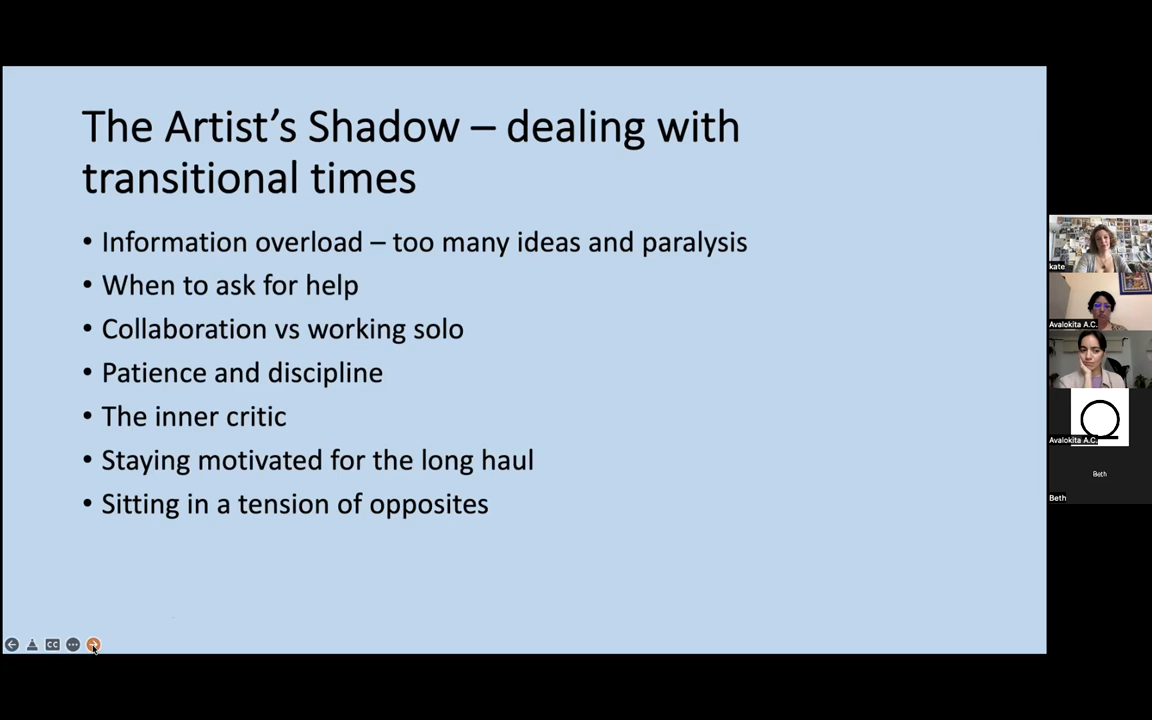 The Artist's Shadow – dealing with
transitional times
• Information overload – too many ideas and paralysis
• When to ask for help
• Collaboration vs working solo
• Patience and discipline
• The inner critic
• Staying motivated for the long haul
• Sitting in a tension of opposites
CC
kate
Avalokita A.C.
Avalokita A.C.
Beth
Beth